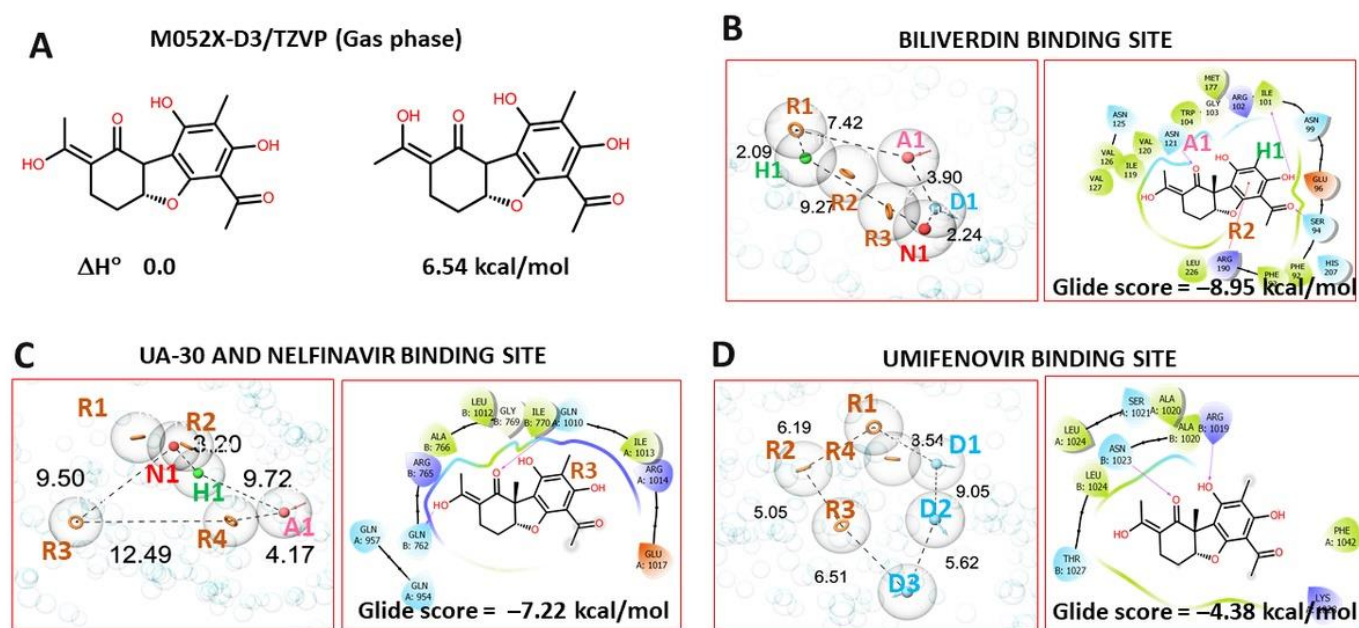 A
M052X-D3/TZVP (Gas phase)
HO
O
HO
OH
O
O
OH
O
HO
OH
O
O
ΔH° 0.0
6.54 kcal/mol
B
BILIVERDIN BINDING SITE
R1
7.42
A1
2.09
H1
3.90
9.27
R2
D1
R3
2.24
N1
MET
177
GLY
103
ARG
102
ILE
101
TRP
104
ASN
99
ASN
125
ASN
121
A1
H1
VAL
120
VAL
126
ILE
119
VAL
127
GLU
96
SER
94
R2
LEU
226
ARG
190
PHE
PHE
92
HIS
207
O
HO
OH
HO
O
O
Glide score = –8.95 kcal/mol
C
UA-30 AND NELFINAVIR BINDING SITE
R1
R2
3.20
N1
9.50
9.72
H1
A1
R3
R4
12.49
4.17
LEU
B: 1012
GLY
B: 769
ILE
B: 770
GLN
A: 1010
ALA
B: 766
ILE
A: 1013
ARG
B: 765
ARG
A: 1014
R3
GLN
A: 957
GLN
B: 762
GLN
A: 954
GLU
A: 1017
O
HO
OH
HO
O
O
Glide score = –7.22 kcal/mol
D
UMIFENOVIR BINDING SITE
R1
6.19
3.54
D1
R2
R4
9.05
R3
D2
5.05
5.62
6.51
D3
SER
A: 1021
ALA
A: 1020
ARG
B: 1019
LEU
A: 1024
ALA
B: 1020
ASN
B: 1023
LEU
B: 1024
PHE
A: 1042
THR
B: 1027
LYS
O
HO
OH
HO
O
O
Glide score = –4.38 kcal/mol